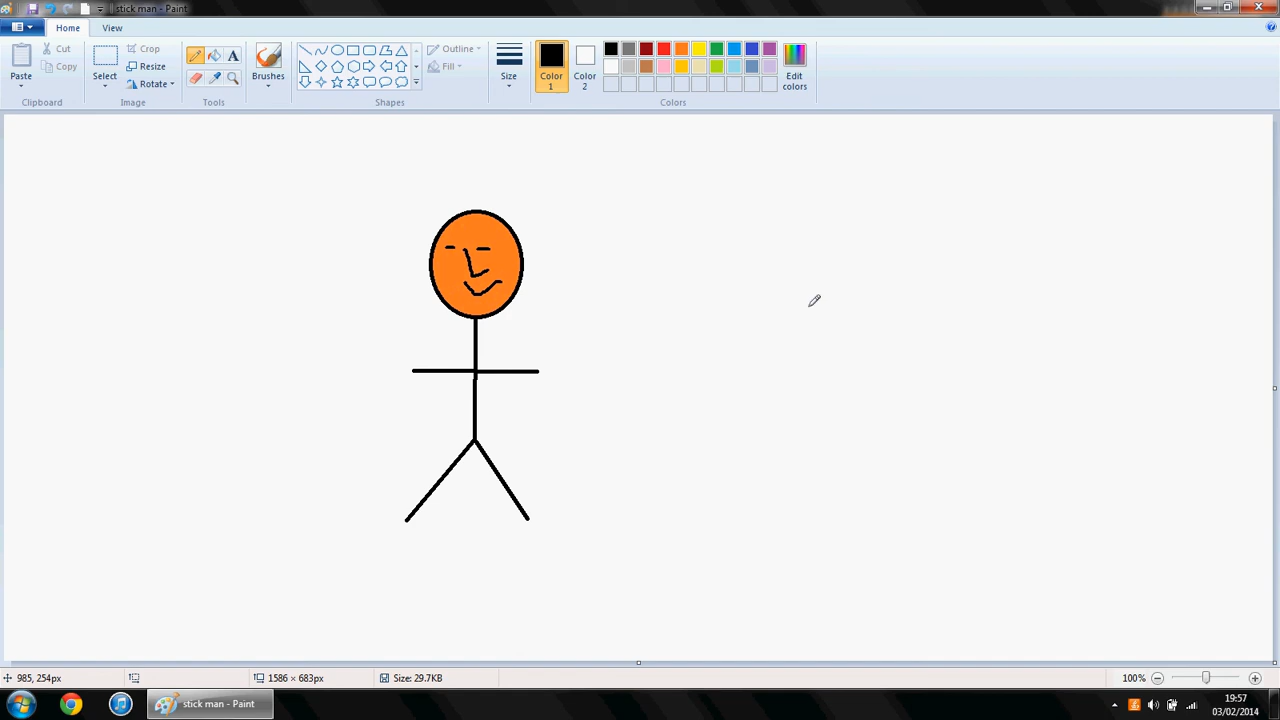 stick man - Paint
Home View
Paste Cut Copy
Select Crop Resize Rotate
Brushes
Outline Fill
Size
Color 1
Color 2
Edit colors
Clipboard Image Tools Shapes Colors
985, 254px 1586 × 683px Size: 29.7KB 100%
stick man - Paint
19:57
03/02/2014